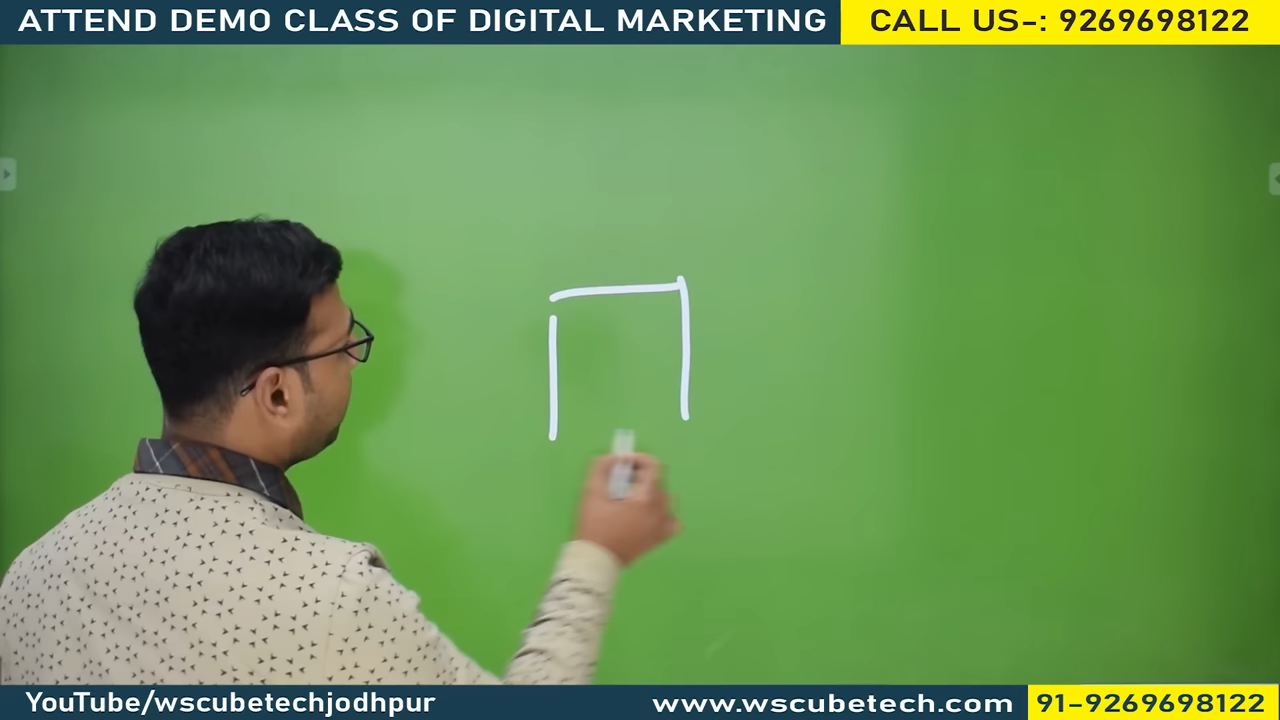 ATTEND DEMO CLASS OF DIGITAL MARKETING
CALL US-: 9269698122
YouTube/wscubetechjodhpur
www.wscubetech.com
91-9269698122